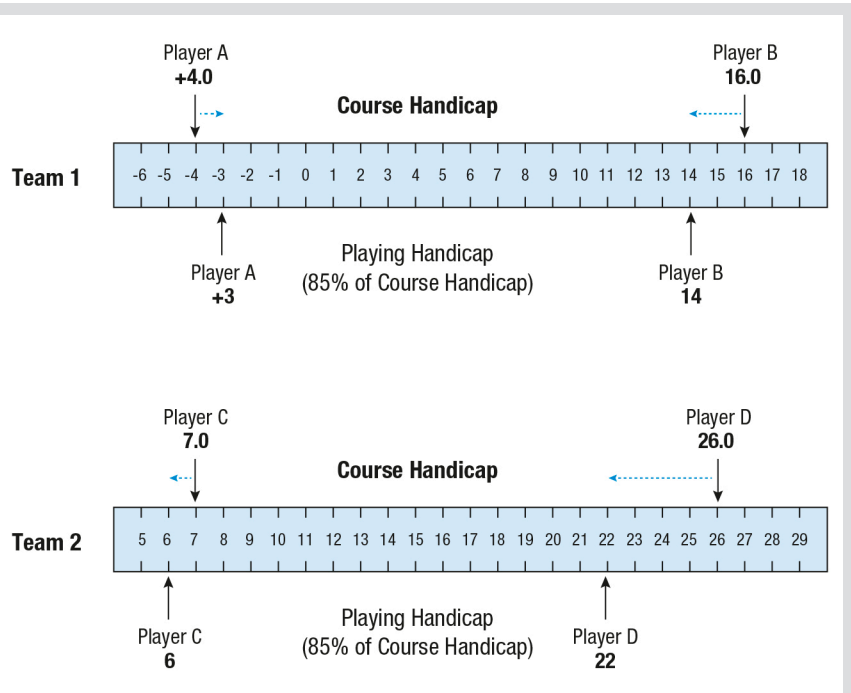 Player A
+4.0
Player B
16.0
Course Handicap
Team 1
-6 -5 -4 -3 -2 -1 0 1 2 3 4 5 6 7 8 9 10 11 12 13 14 15 16 17 18
Player A
+3
Playing Handicap
(85% of Course Handicap)
Player B
14
Player C
7.0
Player D
26.0
Course Handicap
Team 2
5 6 7 8 9 10 11 12 13 14 15 16 17 18 19 20 21 22 23 24 25 26 27 28 29
Player C
6
Playing Handicap
(85% of Course Handicap)
Player D
22